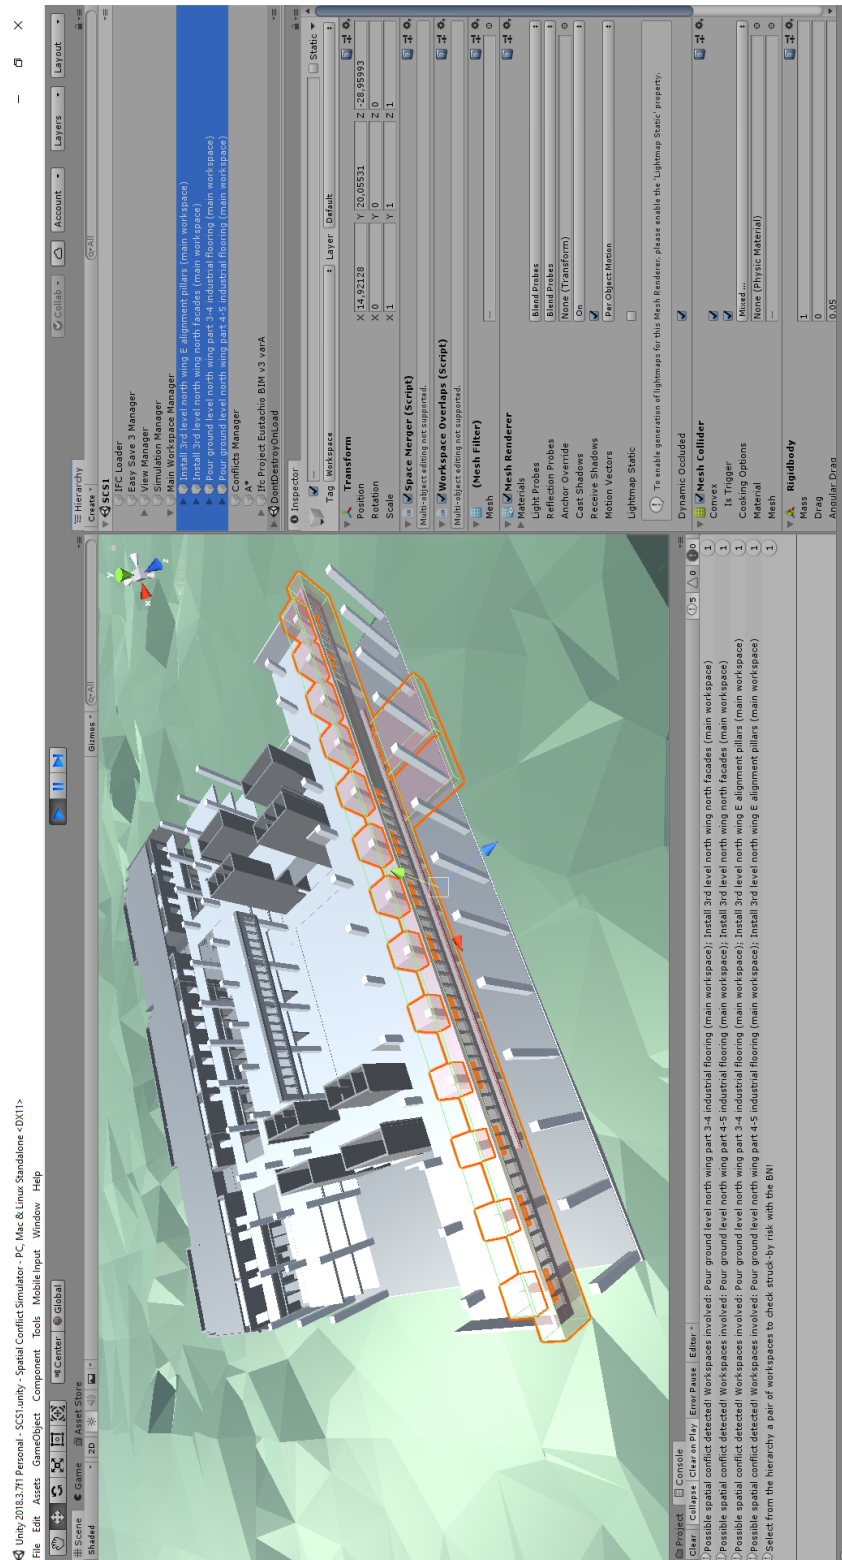 Unity 2018.3.7f1 Personal - SCS1.unity - Spatial Conflict Simulator - PC, Mac & Linux Standalone <DX11>
File Edit Assets GameObject Component Tools Mobile Input Window Help
Center Global
Collab Account Layers Layout
Scene Game Asset Store
Shaded 2D Gizmos All
y x z
Hierarchy
Create All
SCS1
IFC Loader
Easy Save 3 Manager
View Manager
Simulation Manager
Main Workspace Manager
Install 3rd level north wing E alignment pillars (main workspace)
Install 3rd level north wing north facades (main workspace)
Pour ground level north wing part 3-4 industrial flooring (main workspace)
Pour ground level north wing part 4-5 industrial flooring (main workspace)
Conflicts Manager
A*
Ifc Project Eustachio BIM v3 varA
DontDestroyOnLoad
Inspector
— Static
Tag Workspace Layer Default
Transform
Position X 14,92128 Y 20,05531 Z -28,95993
Rotation X 0 Y 0 Z 0
Scale X 1 Y 1 Z 1
Space Merger (Script)
Multi-object editing not supported.
Workspace Overlaps (Script)
Multi-object editing not supported.
(Mesh Filter)
Mesh —
Mesh Renderer
Materials
Light Probes Blend Probes
Reflection Probes Blend Probes
Anchor Override None (Transform)
Cast Shadows On
Receive Shadows
Motion Vectors Per Object Motion
Lightmap Static
To enable generation of lightmaps for this Mesh Renderer, please enable the 'Lightmap Static' property.
Dynamic Occluded
Mesh Collider
Convex
Is Trigger
Cooking Options Mixed ...
Material None (Physic Material)
Mesh —
Rigidbody
Mass 1
Drag 0
Angular Drag 0.05
Project Console
Clear Collapse Clear on Play Error Pause Editor 5 0 0
Possible spatial conflict detected! Workspaces involved: Pour ground level north wing part 3-4 industrial flooring (main workspace); Install 3rd level north wing north facades (main workspace) 1
Possible spatial conflict detected! Workspaces involved: Pour ground level north wing part 4-5 industrial flooring (main workspace); Install 3rd level north wing north facades (main workspace) 1
Possible spatial conflict detected! Workspaces involved: Pour ground level north wing part 3-4 industrial flooring (main workspace); Install 3rd level north wing E alignment pillars (main workspace) 1
Possible spatial conflict detected! Workspaces involved: Pour ground level north wing part 4-5 industrial flooring (main workspace); Install 3rd level north wing E alignment pillars (main workspace) 1
Select from the hierarchy a pair of workspaces to check struck-by risk with the BN! 1